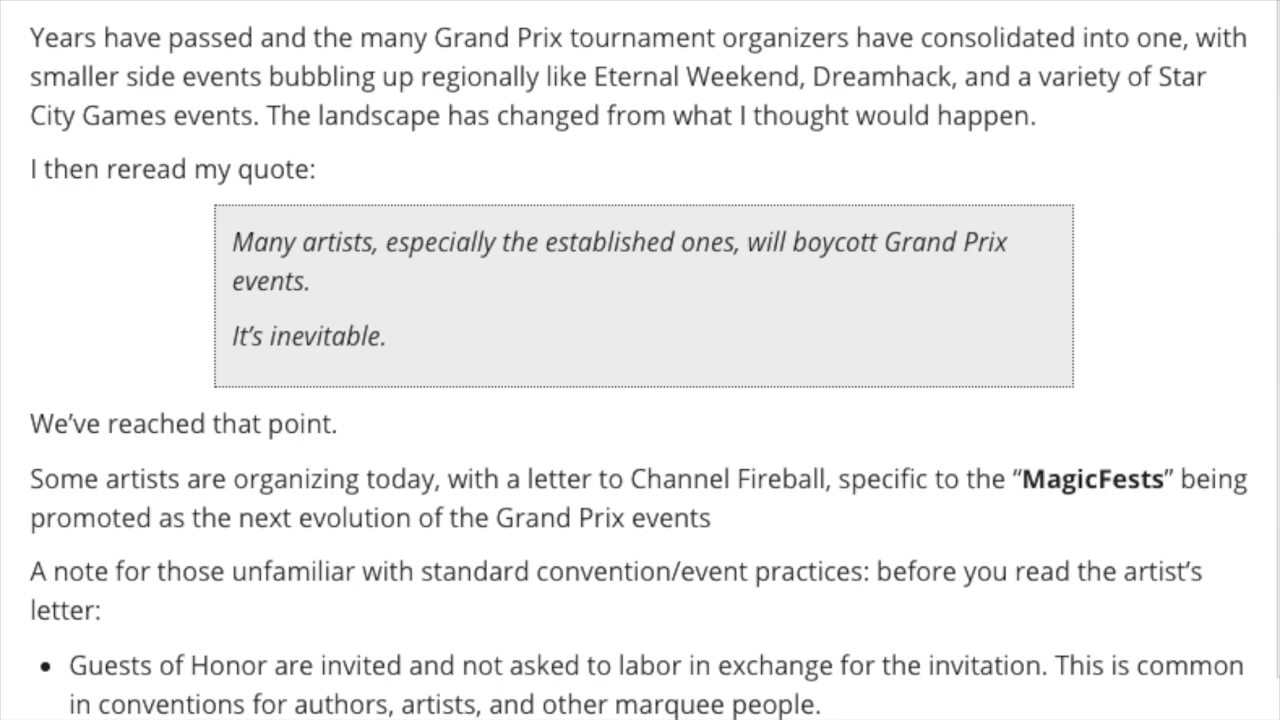 Years have passed and the many Grand Prix tournament organizers have consolidated into one, with
smaller side events bubbling up regionally like Eternal Weekend, Dreamhack, and a variety of Star
City Games events. The landscape has changed from what I thought would happen.
I then reread my quote:
Many artists, especially the established ones, will boycott Grand Prix
events.
It’s inevitable.
We’ve reached that point.
Some artists are organizing today, with a letter to Channel Fireball, specific to the “MagicFests” being
promoted as the next evolution of the Grand Prix events
A note for those unfamiliar with standard convention/event practices: before you read the artist’s
letter:
• Guests of Honor are invited and not asked to labor in exchange for the invitation. This is common
in conventions for authors, artists, and other marquee people.